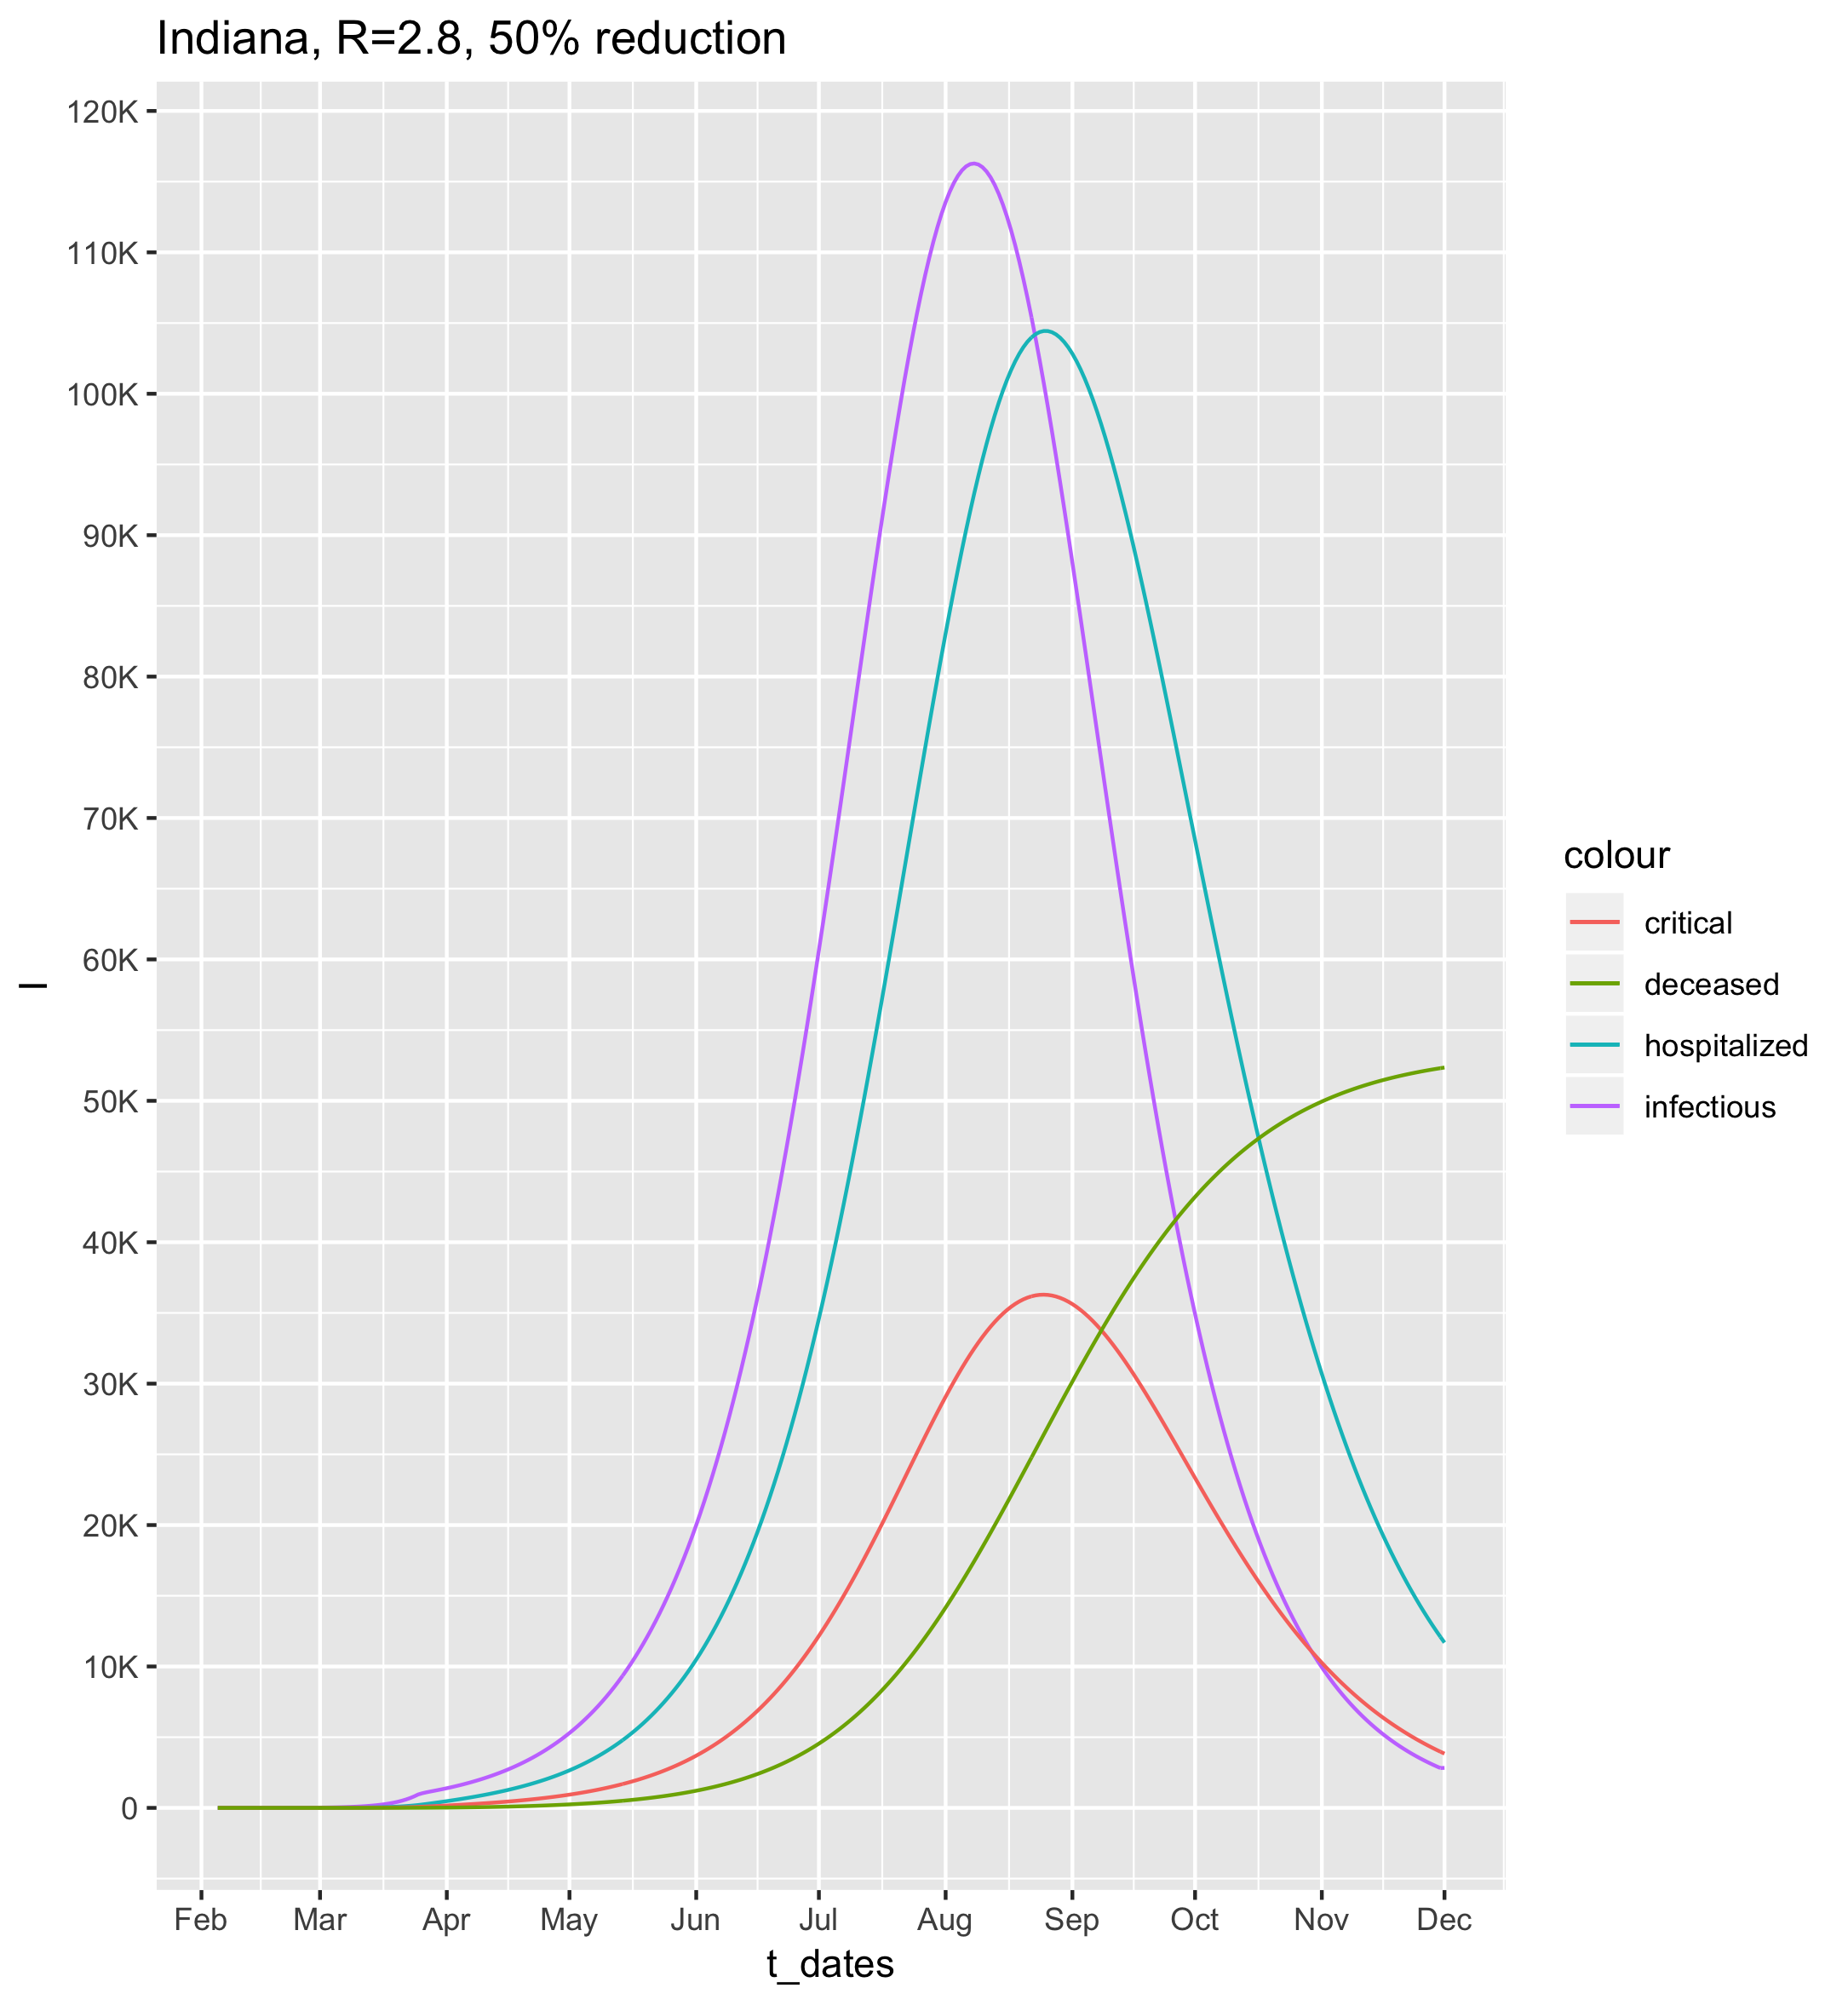 Indiana, R=2.8, 50% reduction
120K
110K
100K
90K
80K
70K
60K
50K
40K
30K
20K
10K
0
I
Feb Mar Apr May Jun Jul Aug Sep Oct Nov Dec
t_dates
colour
critical
deceased
hospitalized
infectious